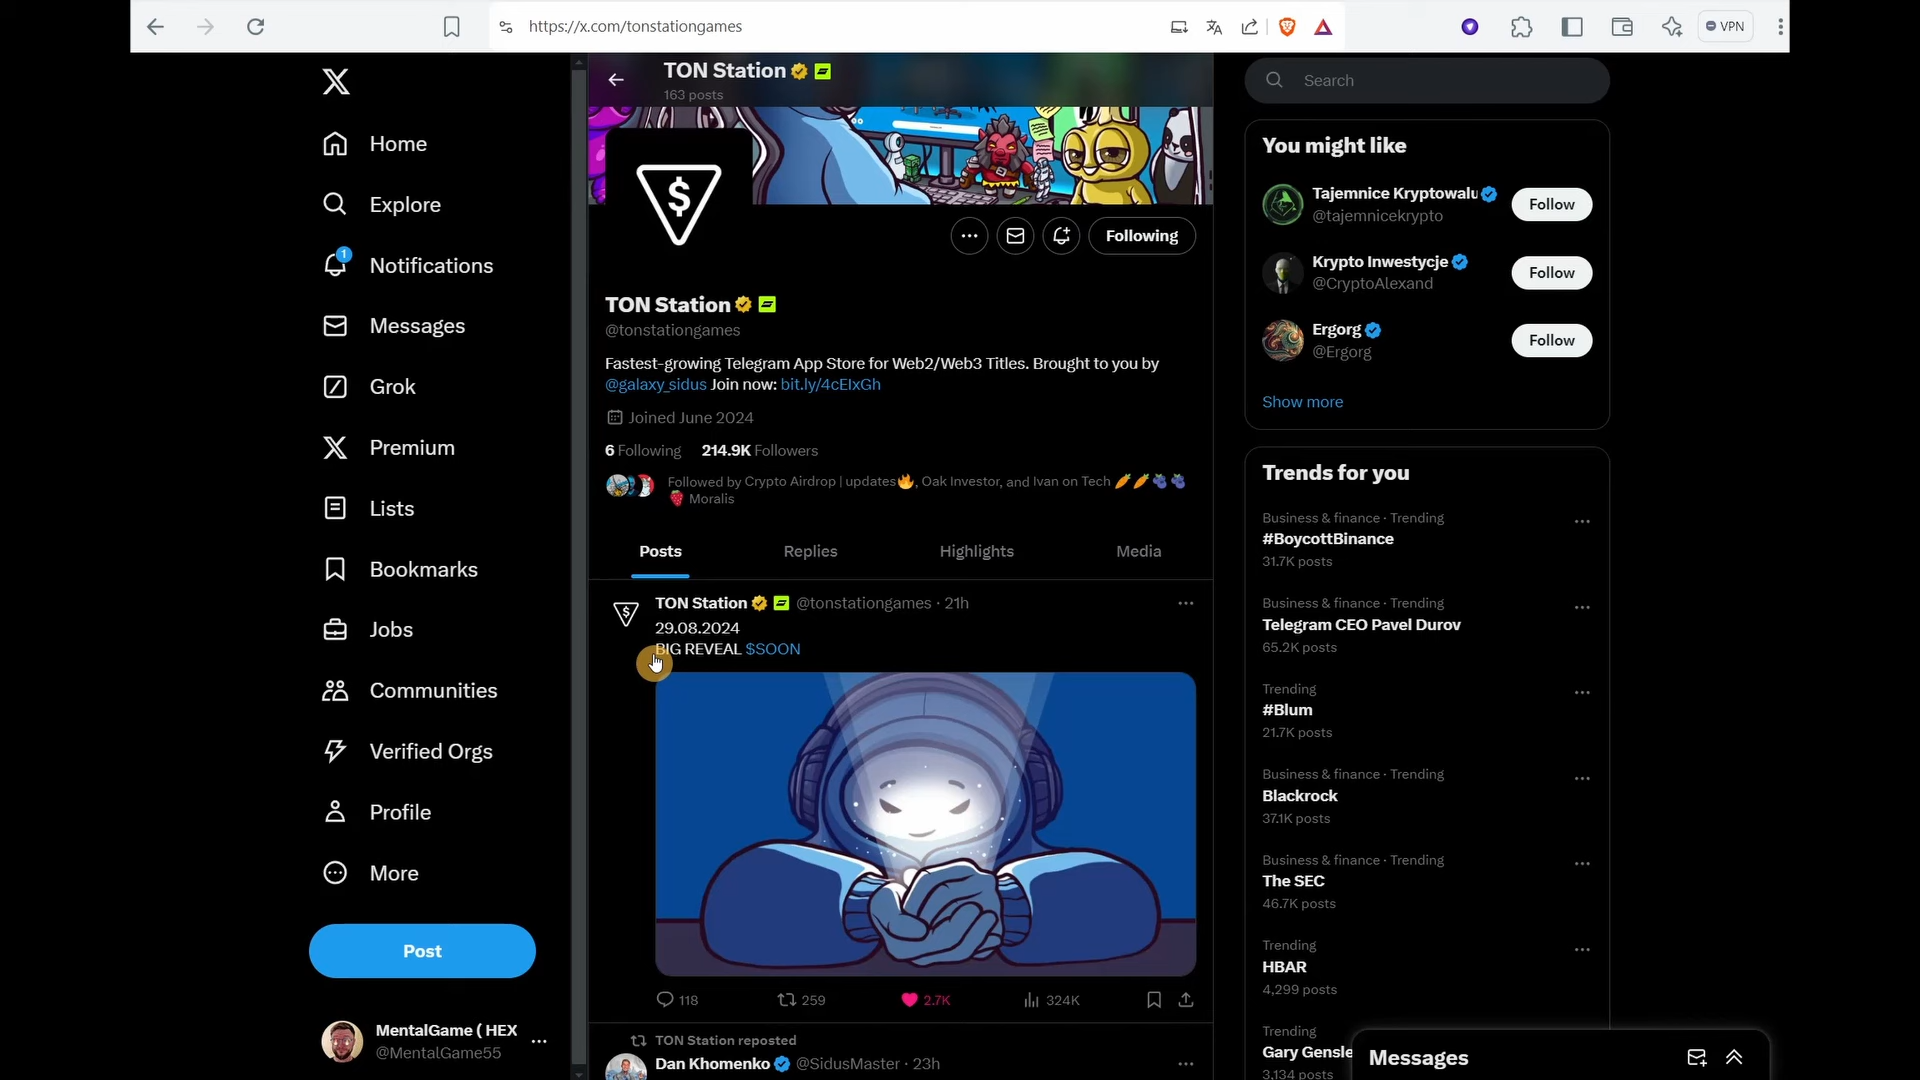 https://x.com/tonstationgames
VPN
TON Station
163 posts
Home
Explore
1
Notifications
Messages
Grok
Premium
Lists
Bookmarks
Jobs
Communities
Verified Orgs
Profile
More
Post
MentalGame ( HEX
@MentalGame55
$
Following
TON Station
@tonstationgames
Fastest-growing Telegram App Store for Web2/Web3 Titles. Brought to you by
@galaxy_sidus Join now: bit.ly/4cEIxGh
Joined June 2024
6 Following 214.9K Followers
Followed by Crypto Airdrop | updates🔥, Oak Investor, and Ivan on Tech 🥕🥕🫐🫐
🍓 Moralis
Posts Replies Highlights Media
$
TON Station @tonstationgames · 21h
29.08.2024
BIG REVEAL $SOON
118 259 2.7K 324K
TON Station reposted
Dan Khomenko @SidusMaster · 23h
Search
You might like
Tajemnice Kryptowalu
@tajemnicekrypto
Follow
Krypto Inwestycje
@CryptoAlexand
Follow
Ergorg
@Ergorg
Follow
Show more
Trends for you
Business & finance · Trending
#BoycottBinance
31.7K posts
Business & finance · Trending
Telegram CEO Pavel Durov
65.2K posts
Trending
#Blum
21.7K posts
Business & finance · Trending
Blackrock
37.1K posts
Business & finance · Trending
The SEC
46.7K posts
Trending
HBAR
4,299 posts
Trending
Gary Gensle
3,134 posts
Messages